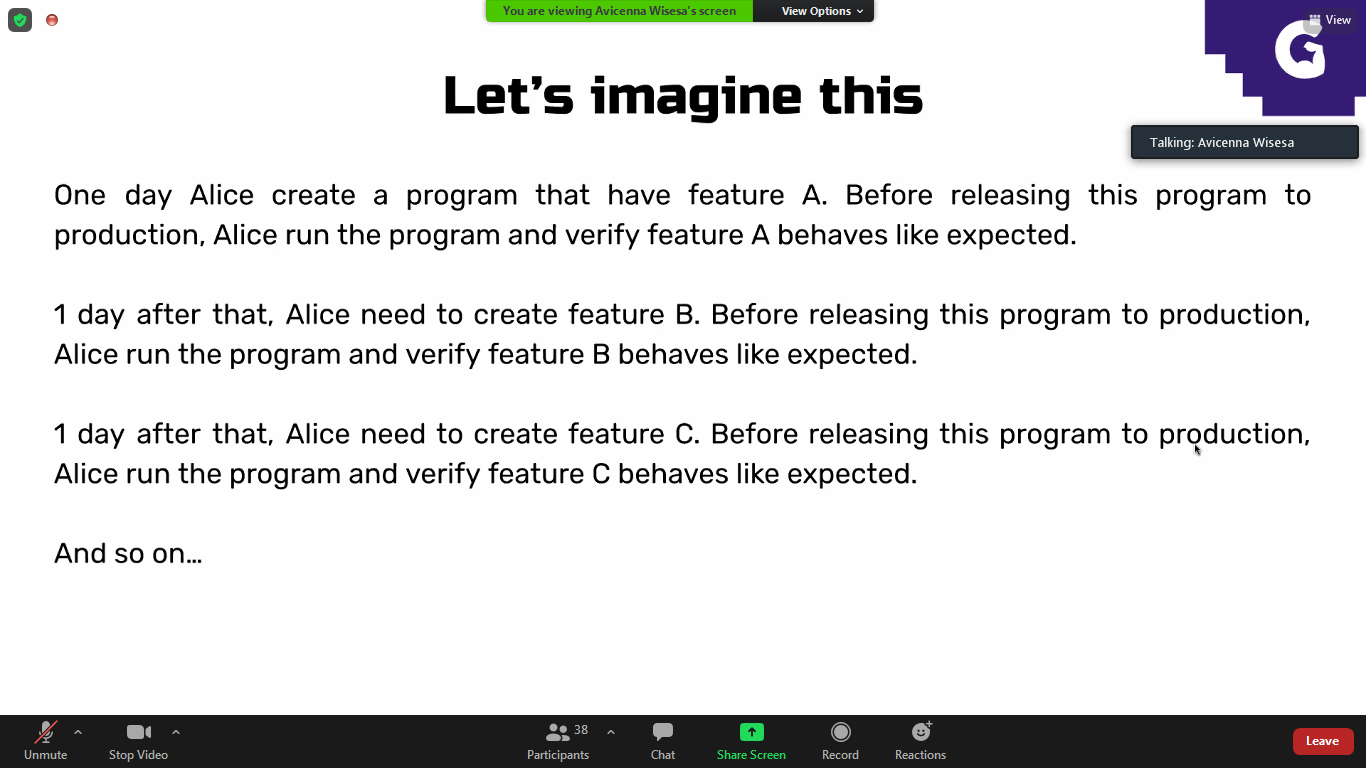 You are viewing Avicenna Wisesa's screen
View Options
View
Let's imagine this
G
Talking: Avicenna Wisesa
One day Alice create a program that have feature A. Before releasing this program to
production, Alice run the program and verify feature A behaves like expected.
1 day after that, Alice need to create feature B. Before releasing this program to production,
Alice run the program and verify feature B behaves like expected.
1 day after that, Alice need to create feature C. Before releasing this program to production,
Alice run the program and verify feature C behaves like expected.
And so on…
38
Unmute
Stop Video
Participants
Chat
Share Screen
Record
Reactions
Leave